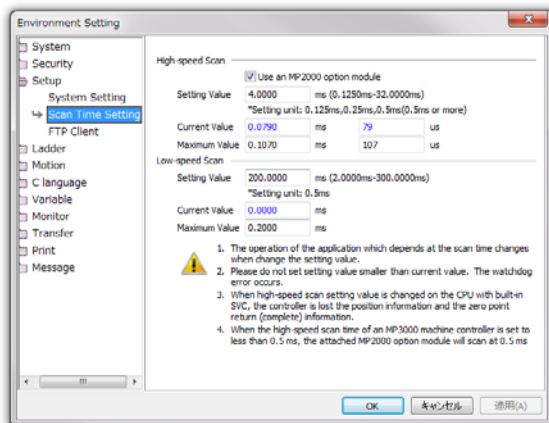 Environment Setting
System
Security
Setup
System Setting
Scan Time Setting
FTP Client
Ladder
Motion
C language
Variable
Monitor
Transfer
Print
Message
High-speed Scan
Use an MP2000 option module
Setting Value 4.0000 ms (0.1250ms-32.0000ms)
*Setting unit: 0.125ms,0.25ms,0.5ms(0.5ms or more)
Current Value 0.0790 ms 79 us
Maximum Value 0.1070 ms 107 us
Low-speed Scan
Setting Value 200.0000 ms (2.0000ms-300.0000ms)
*Setting unit: 0.5ms
Current Value 0.0000 ms
Maximum Value 0.2000 ms
1. The operation of the application which depends at the scan time changes
when change the setting value.
2. Please do not set setting value smaller than current value. The watchdog
error occurs.
3. When high-speed scan setting value is changed on the CPU with built-in
SVC, the controller is lost the position information and the zero point
return (complete) information.
4. When the high-speed scan time of an MP3000 machine controller is set to
less than 0.5 ms, the attached MP2000 option module will scan at 0.5 ms
OK キャンセル 適用(A)